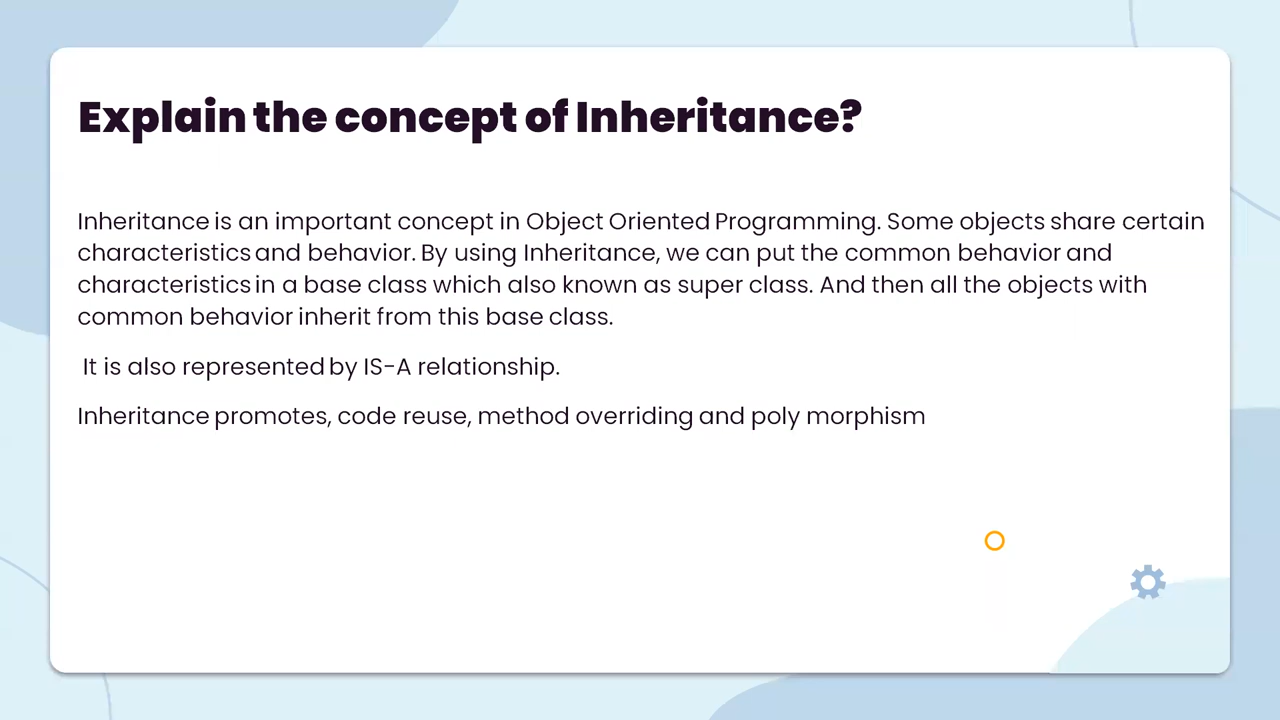 Explain the concept of Inheritance?
Inheritance is an important concept in Object Oriented Programming. Some objects share certain
characteristics and behavior. By using Inheritance, we can put the common behavior and
characteristics in a base class which also known as super class. And then all the objects with
common behavior inherit from this base class.
It is also represented by IS-A relationship.
Inheritance promotes, code reuse, method overriding and poly morphism